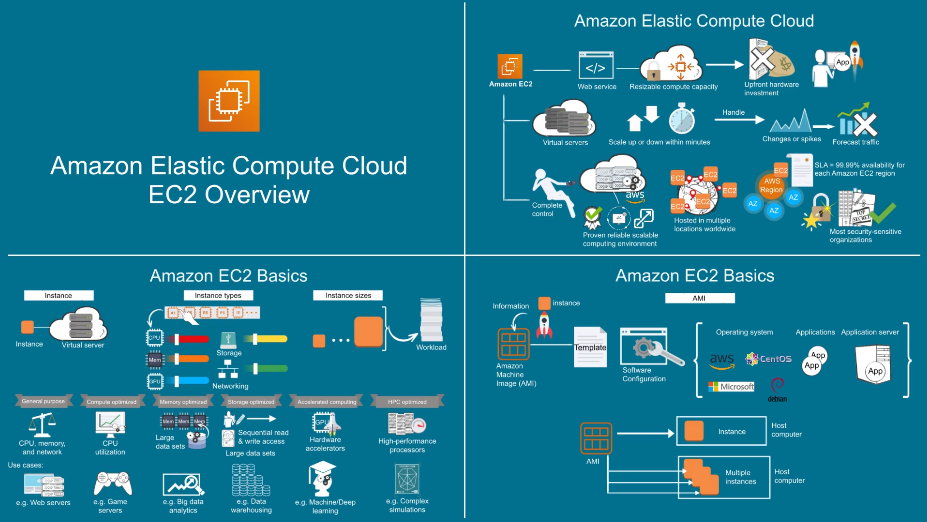 Amazon Elastic Compute Cloud
EC2 Overview
Amazon Elastic Compute Cloud
Amazon EC2
Web service
Resizable compute capacity
Upfront hardware
investment
App
Virtual servers
Scale up or down within minutes
Handle
Changes or spikes
Forecast traffic
Complete
control
aws
Proven reliable scalable
computing environment
EC2
EC2
EC2
EC2
EC2
EC2
Hosted in multiple
locations worldwide
EC2
AWS
Region
AZ
AZ
AZ
SLA = 99.99% availability for
each Amazon EC2 region
TOP
SECRET
Most security-sensitive
organizations
Amazon EC2 Basics
Instance
Instance types
Instance sizes
Instance
Virtual server
CPU
Mem
GPU
Storage
Networking
Workload
General purpose
Compute optimized
Memory optimized
Storage optimized
Accelerated computing
HPC optimized
CPU, memory,
and network
CPU
utilization
Mem
Mem
Mem
Large
data sets
Sequential read
& write access
Large data sets
GPU
Hardware
accelerators
High-performance
processors
Use cases:
e.g. Web servers
e.g. Game
servers
e.g. Big data
analytics
e.g. Data
warehousing
e.g. Machine/Deep
learning
e.g. Complex
simulations
Amazon EC2 Basics
AMI
Information
instance
Amazon
Machine
Image (AMI)
Template
Software
Configuration
Operating system
Applications
Application server
aws
CentOS
Microsoft
debian
App
App
App
AMI
Instance
Host
computer
Multiple
instances
Host
computer